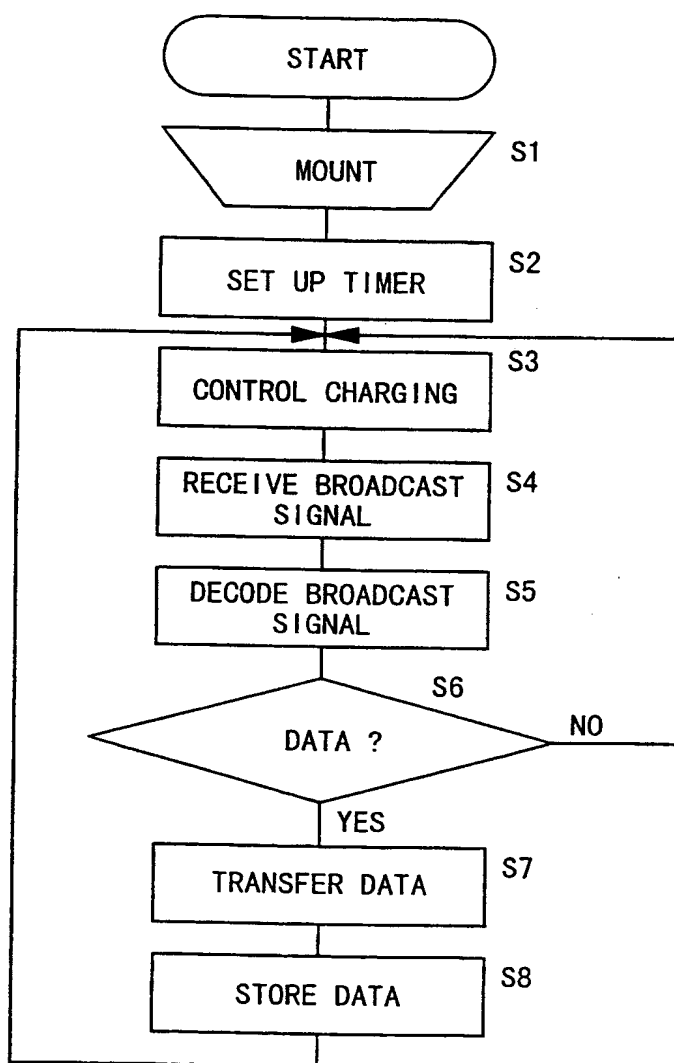 START
MOUNT
S1
SET UP TIMER
S2
S3
CONTROL CHARGING
RECEIVE BROADCAST
SIGNAL
S4
DECODE BROADCAST
SIGNAL
S5
S6
DATA ?
NO
YES
TRANSFER DATA
S7
STORE DATA
S8